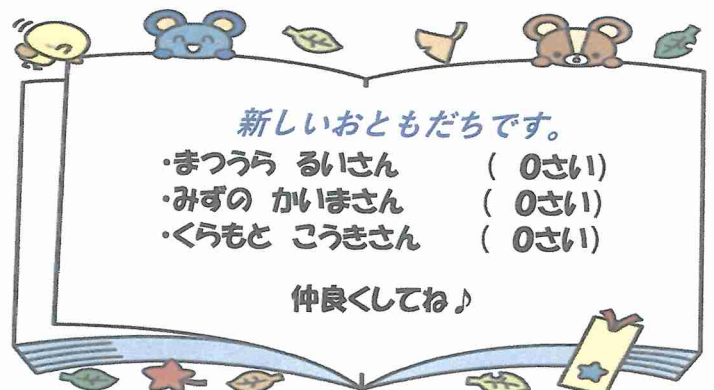 新しいおともだちです。
・まつうら るいさん ( 0さい)
・みずの かいまさん ( 0さい)
・くらもと こうきさん ( 0さい)
仲良くしてね♪